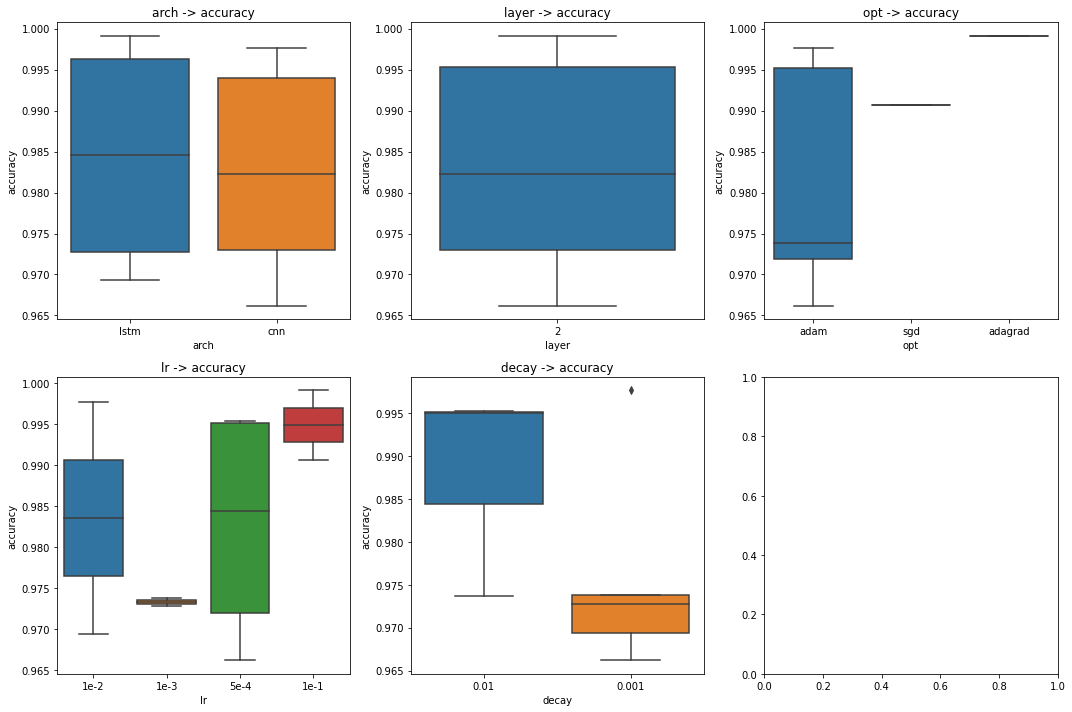 arch -> accuracy
1.000
0.995
0.990
0.985
0.980
0.975
0.970
0.965
accuracy
lstm cnn
arch
layer -> accuracy
1.000
0.995
0.990
0.985
0.980
0.975
0.970
0.965
accuracy
2
layer
opt -> accuracy
1.000
0.995
0.990
0.985
0.980
0.975
0.970
0.965
accuracy
adam sgd adagrad
opt
lr -> accuracy
1.000
0.995
0.990
0.985
0.980
0.975
0.970
0.965
accuracy
1e-2 1e-3 5e-4 1e-1
lr
decay -> accuracy
0.995
0.990
0.985
0.980
0.975
0.970
0.965
accuracy
0.01 0.001
decay
1.0
0.8
0.6
0.4
0.2
0.0
0.0 0.2 0.4 0.6 0.8 1.0